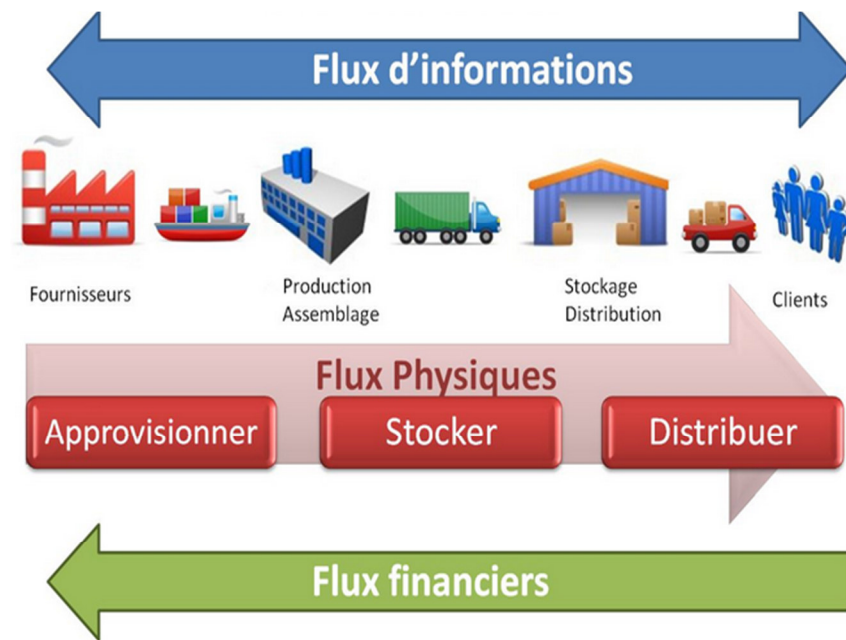 Flux d'informations
Fournisseurs
Production
Assemblage
Stockage
Distribution
Clients
Flux Physiques
Approvisionner
Stocker
Distribuer
Flux financiers